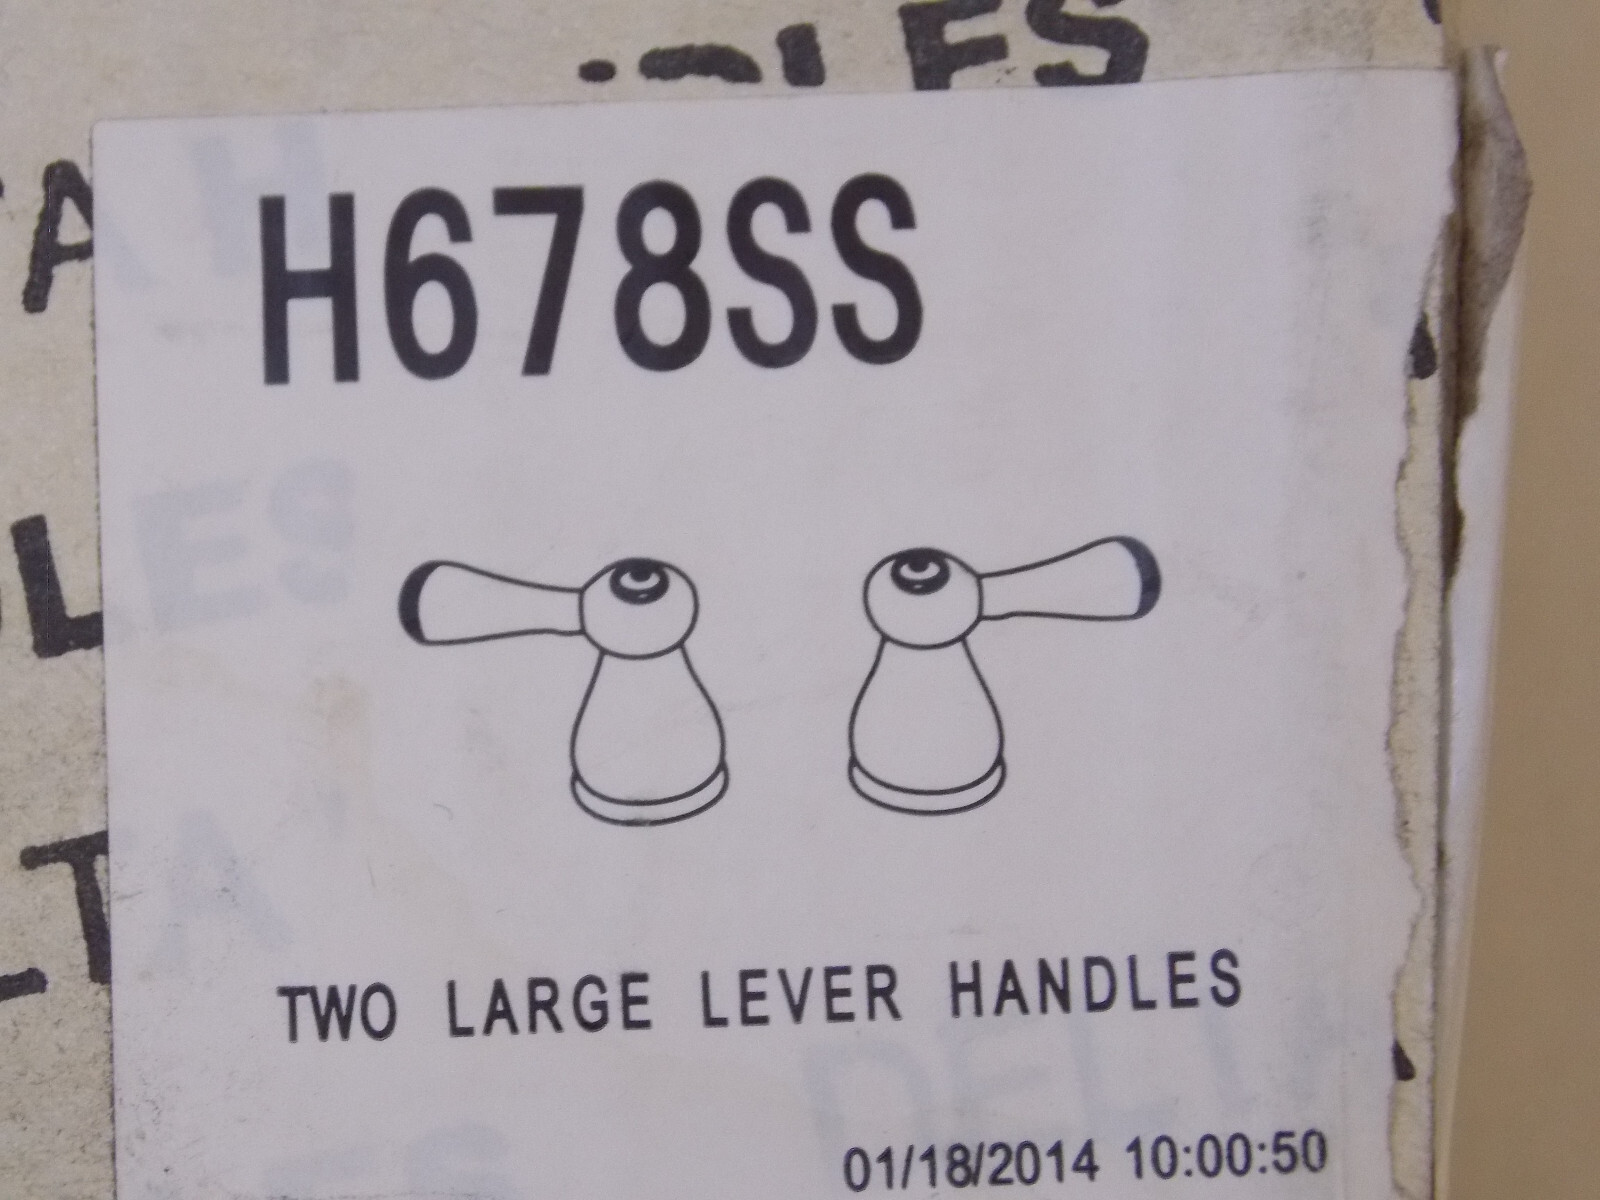 H678SS
TWO LARGE LEVER HANDLES
01/18/2014 10:00:50